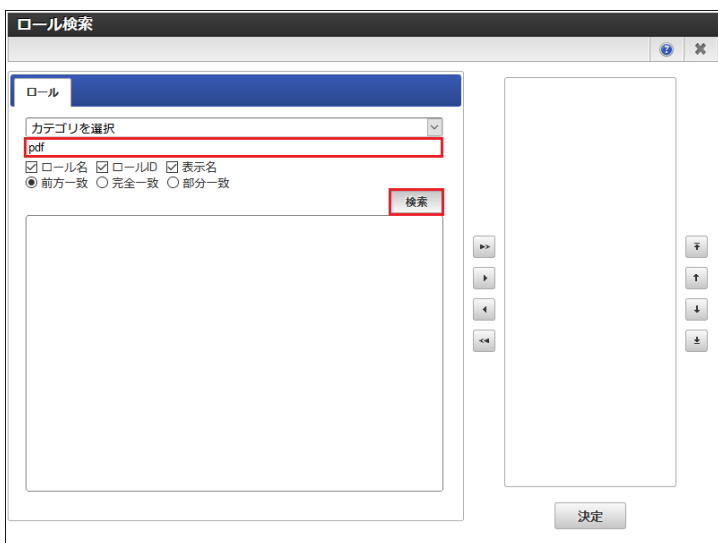 ロール検索
ロール
カテゴリを選択
pdf
ロール名 ロールID 表示名
前方一致 完全一致 部分一致
検索
決定